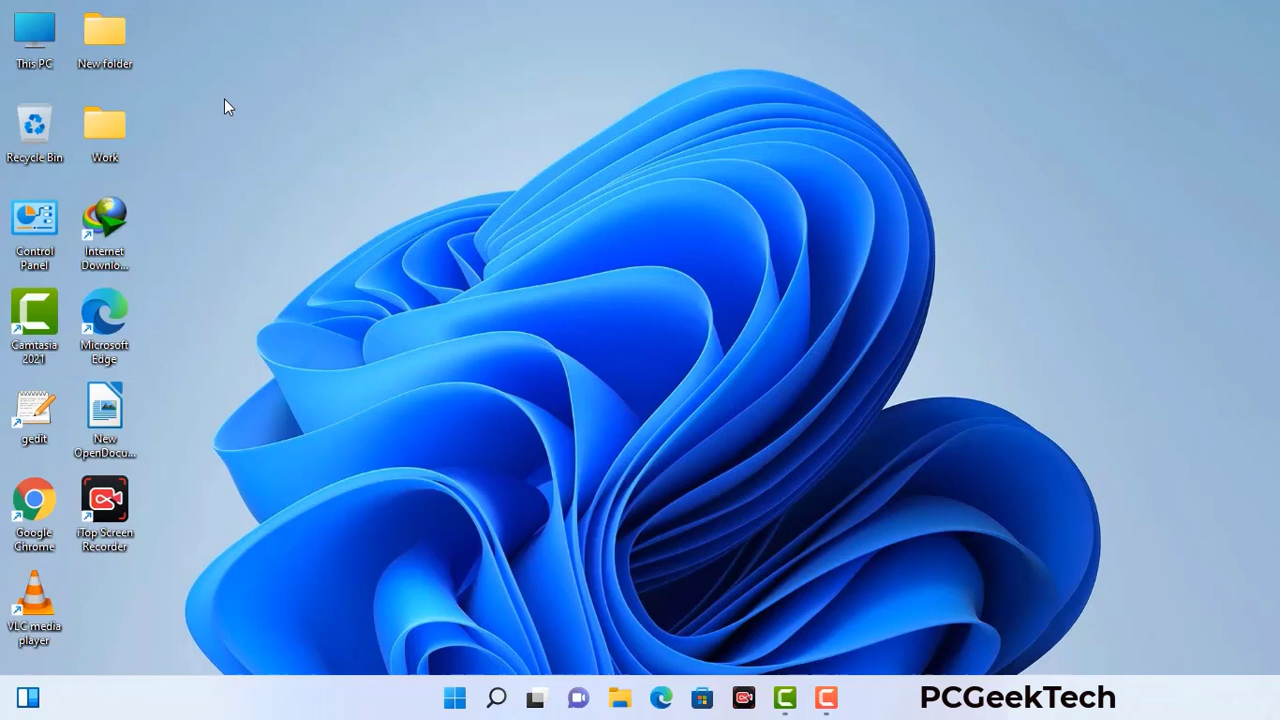 This PC
New folder
Recycle Bin
Work
Control
Panel
Internet
Downlo...
Camtasia
2021
Microsoft
Edge
gedit
New
OpenDocu...
Google
Chrome
iTop Screen
Recorder
VLC media
player
PCGeekTech